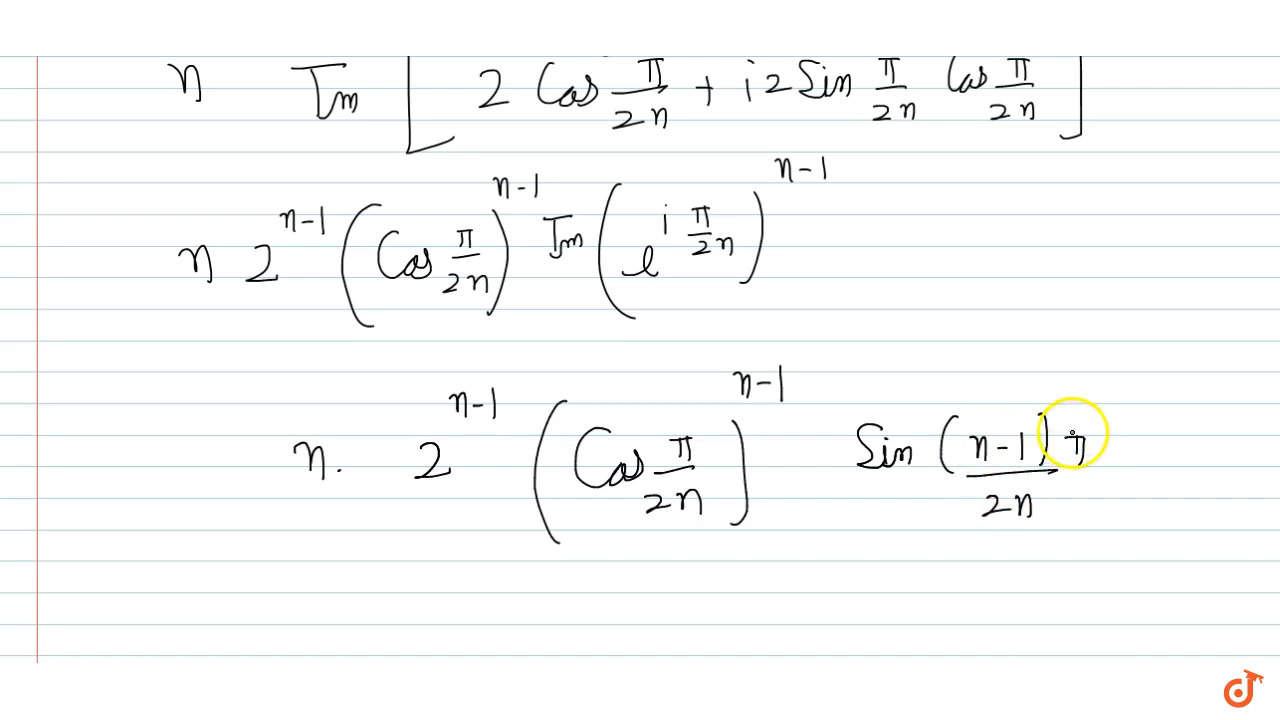 n Im [ 2 Cos π/2n + i 2 Sin π/2n Cos π/2n ]
n 2^(n-1) (Cos π/2n)^(n-1) Im (e^(i π/2n))^(n-1)
n. 2^(n-1) (Cos π/2n)^(n-1) Sin (n-1)/2n π